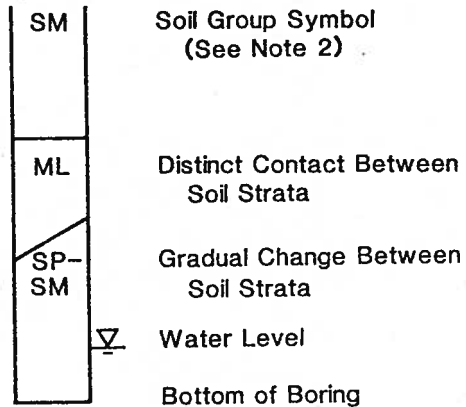 SM Soil Group Symbol
(See Note 2)
ML Distinct Contact Between
Soil Strata
SP- Gradual Change Between
SM Soil Strata
Water Level
Bottom of Boring